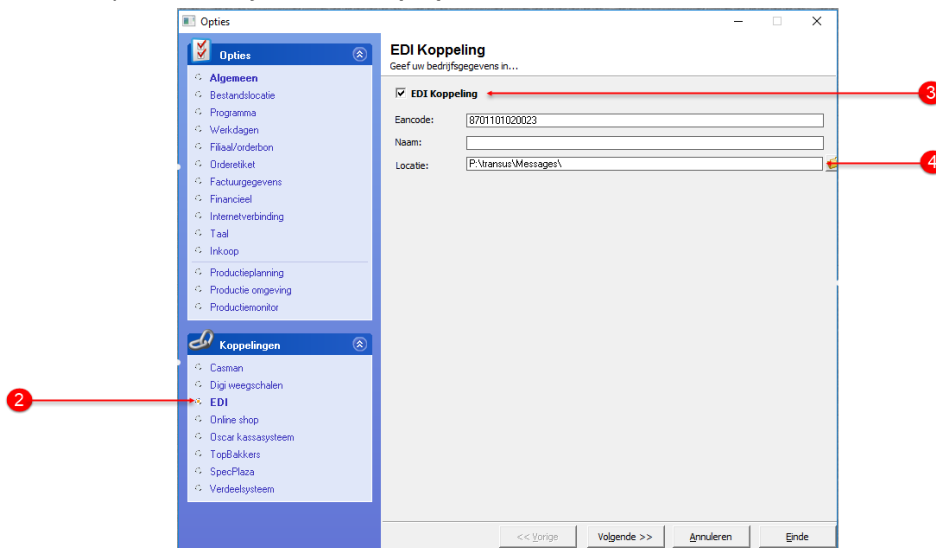 Opties
Opties
Algemeen
Bestandslocatie
Programma
Werkdagen
Filiaal/orderbon
Orderetiket
Factuurgegevens
Financieel
Internetverbinding
Taal
Inkoop
Productieplanning
Productie omgeving
Productiemonitor
Koppelingen
Casman
Digi weegschalen
EDI
Online shop
Oscar kassasysteem
TopBakkers
SpecPlaza
Verdeelsysteem
2
EDI Koppeling
Geef uw bedrijfsgegevens in...
EDI Koppeling
3
Eancode: 8701101020023
Naam:
Locatie: P:\transus\Messages\
4
<< Vorige Volgende >> Annuleren Einde